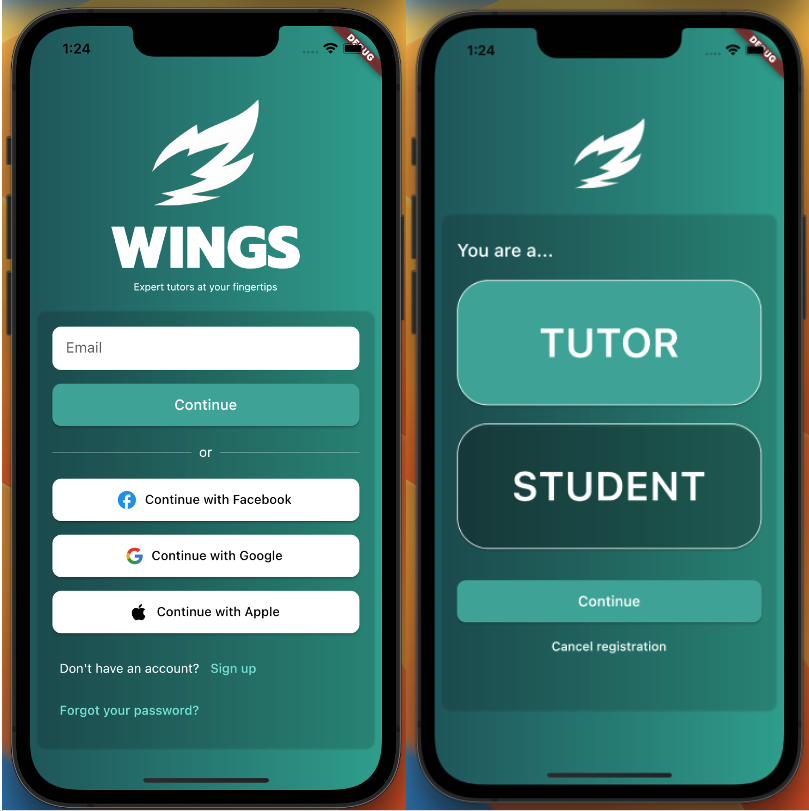 1:24
DEBUG
WINGS
Expert tutors at your fingertips
Email
Continue
or
Continue with Facebook
Continue with Google
Continue with Apple
Don't have an account? Sign up
Forgot your password?
1:24
DEBUG
You are a...
TUTOR
STUDENT
Continue
Cancel registration